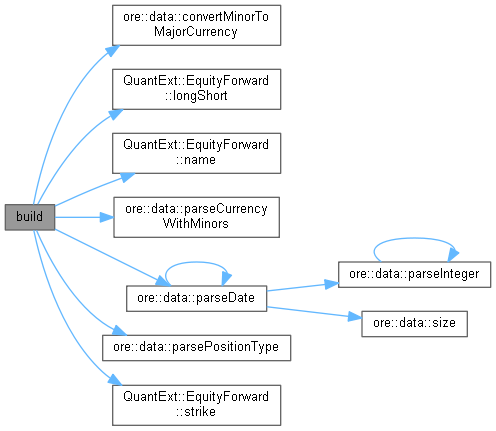 ore::data::convertMinorTo
MajorCurrency
QuantExt::EquityForward
::longShort
QuantExt::EquityForward
::name
build
ore::data::parseCurrency
WithMinors
ore::data::parseDate
ore::data::parseInteger
ore::data::size
ore::data::parsePositionType
QuantExt::EquityForward
::strike